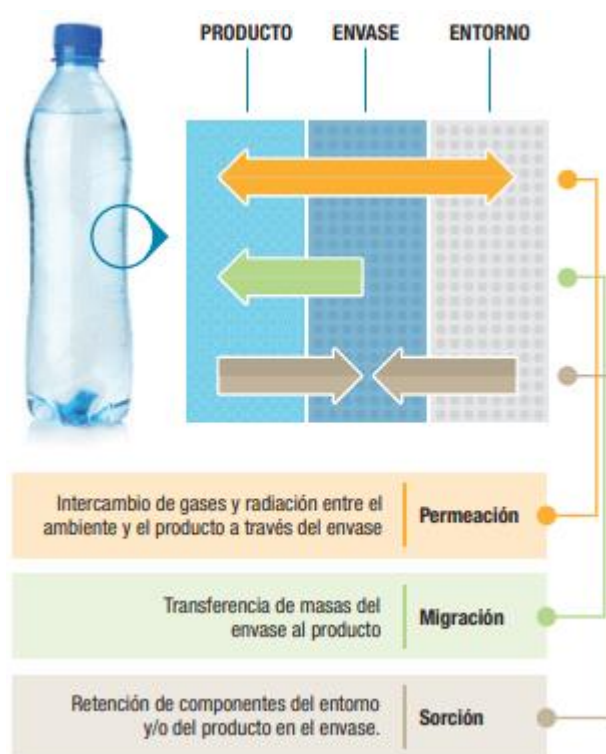 PRODUCTO ENVASE ENTORNO
Intercambio de gases y radiación entre el
ambiente y el producto a través del envase
Permeación
Transferencia de masas del
envase al producto
Migración
Retención de componentes del entorno
y/o del producto en el envase.
Sorción